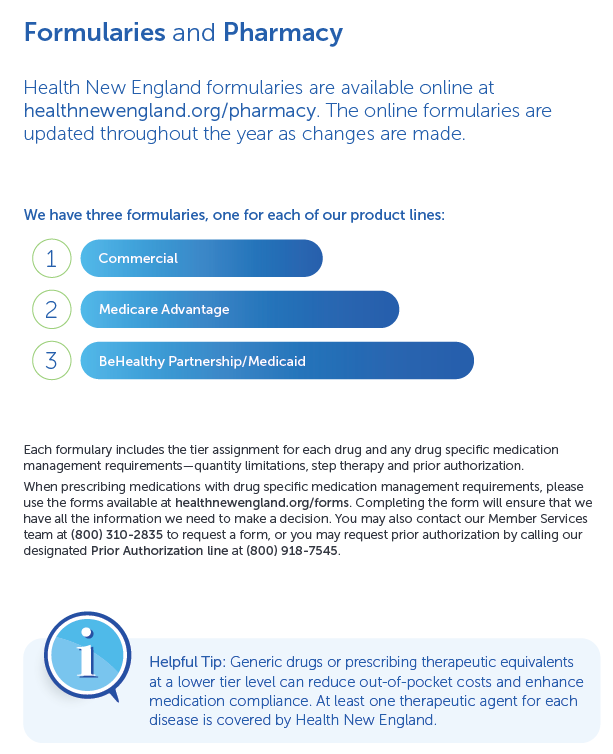 Formularies and Pharmacy
Health New England formularies are available online at
healthnewengland.org/pharmacy. The online formularies are
updated throughout the year as changes are made.
We have three formularies, one for each of our product lines:
1 Commercial
2 Medicare Advantage
3 BeHealthy Partnership/Medicaid
Each formulary includes the tier assignment for each drug and any drug specific medication
management requirements—quantity limitations, step therapy and prior authorization.
When prescribing medications with drug specific medication management requirements, please
use the forms available at healthnewengland.org/forms. Completing the form will ensure that we
have all the information we need to make a decision. You may also contact our Member Services
team at (800) 310-2835 to request a form, or you may request prior authorization by calling our
designated Prior Authorization line at (800) 918-7545.
i
Helpful Tip: Generic drugs or prescribing therapeutic equivalents
at a lower tier level can reduce out-of-pocket costs and enhance
medication compliance. At least one therapeutic agent for each
disease is covered by Health New England.